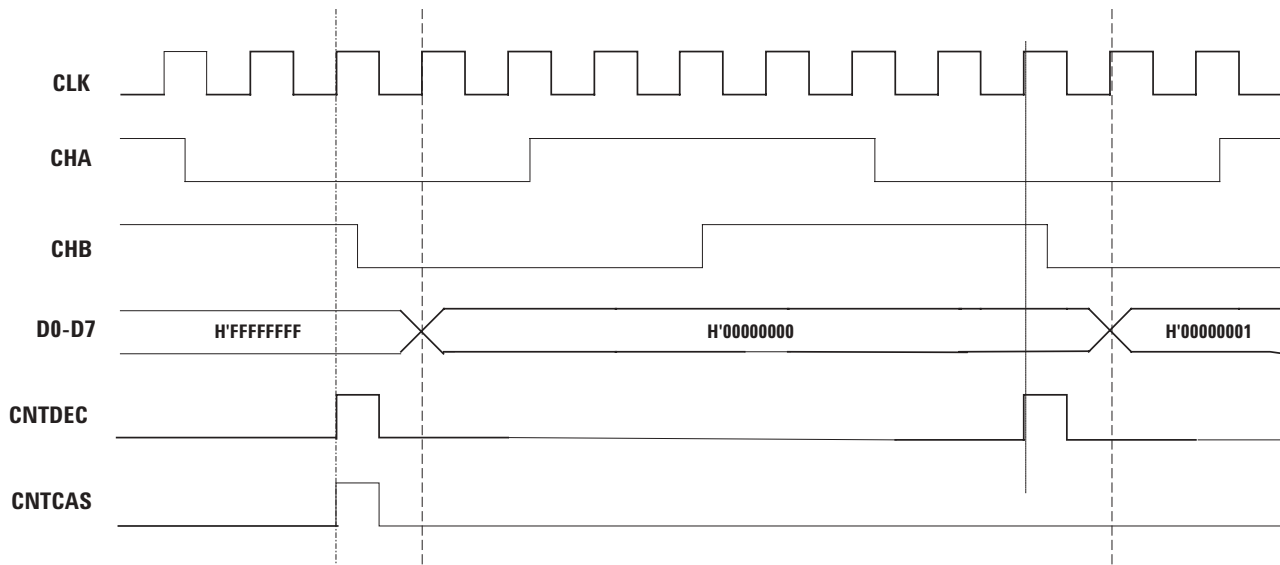 CLK
CHA
CHB
D0-D7 H'FFFFFFFF H'00000000 H'00000001
CNTDEC
CNTCAS